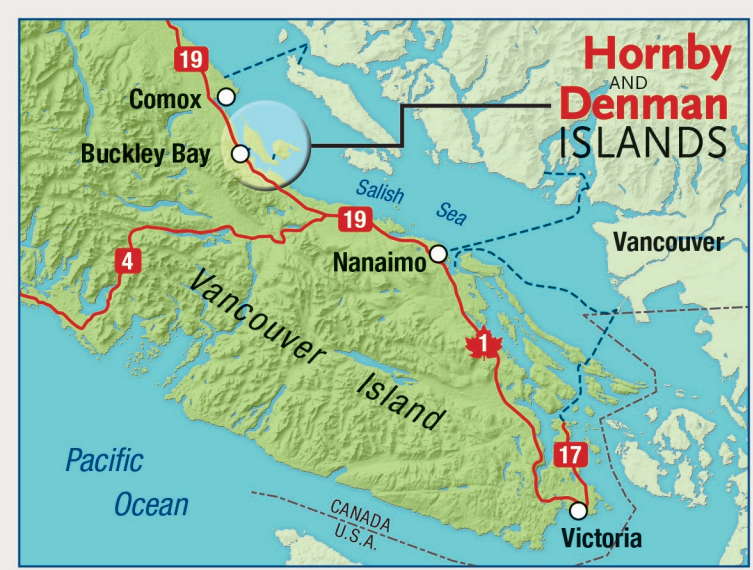 Hornby
AND
Denman
ISLANDS
19
Comox
Buckley Bay
Salish
Sea
19
Vancouver
4
Nanaimo
Vancouver
Island
1
Pacific
Ocean
17
CANADA
U.S.A.
Victoria